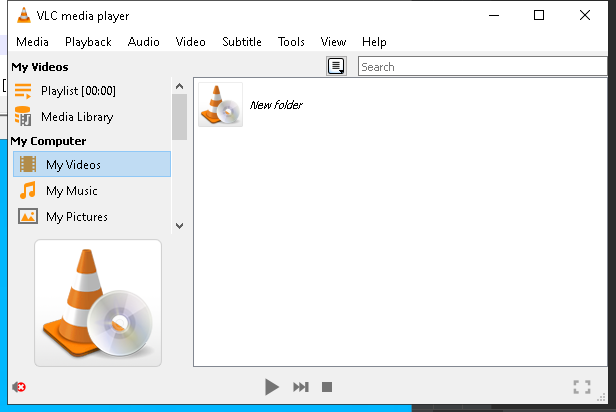 VLC media player
Media Playback Audio Video Subtitle Tools View Help
My Videos
Search
Playlist [00:00]
Media Library
My Computer
My Videos
My Music
My Pictures
New folder